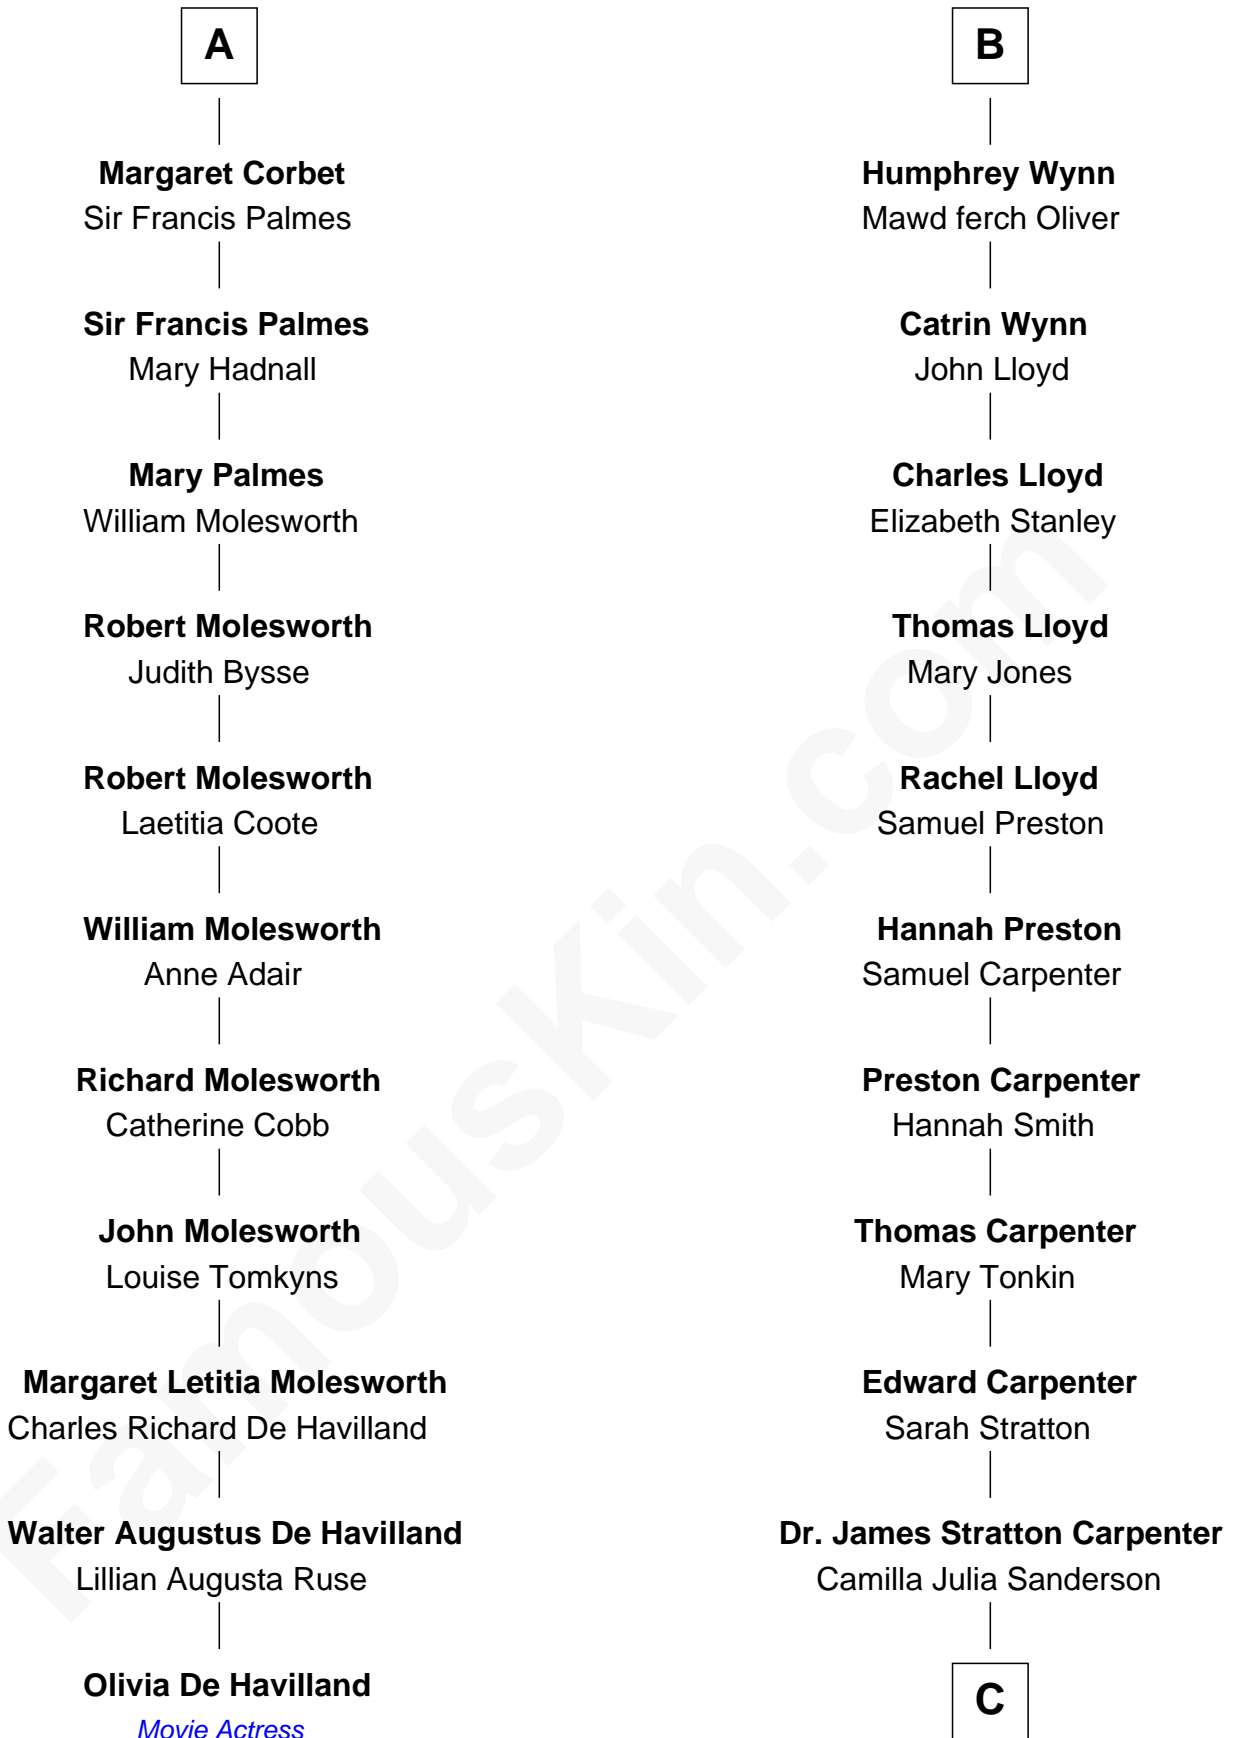 A
Margaret Corbet
Sir Francis Palmes
Sir Francis Palmes
Mary Hadnall
Mary Palmes
William Molesworth
Robert Molesworth
Judith Bysse
Robert Molesworth
Laetitia Coote
William Molesworth
Anne Adair
Richard Molesworth
Catherine Cobb
John Molesworth
Louise Tomkyns
Margaret Letitia Molesworth
Charles Richard De Havilland
Walter Augustus De Havilland
Lillian Augusta Ruse
Olivia De Havilland
Movie Actress
B
Humphrey Wynn
Mawd ferch Oliver
Catrin Wynn
John Lloyd
Charles Lloyd
Elizabeth Stanley
Thomas Lloyd
Mary Jones
Rachel Lloyd
Samuel Preston
Hannah Preston
Samuel Carpenter
Preston Carpenter
Hannah Smith
Thomas Carpenter
Mary Tonkin
Edward Carpenter
Sarah Stratton
Dr. James Stratton Carpenter
Camilla Julia Sanderson
C
FamousKin.com